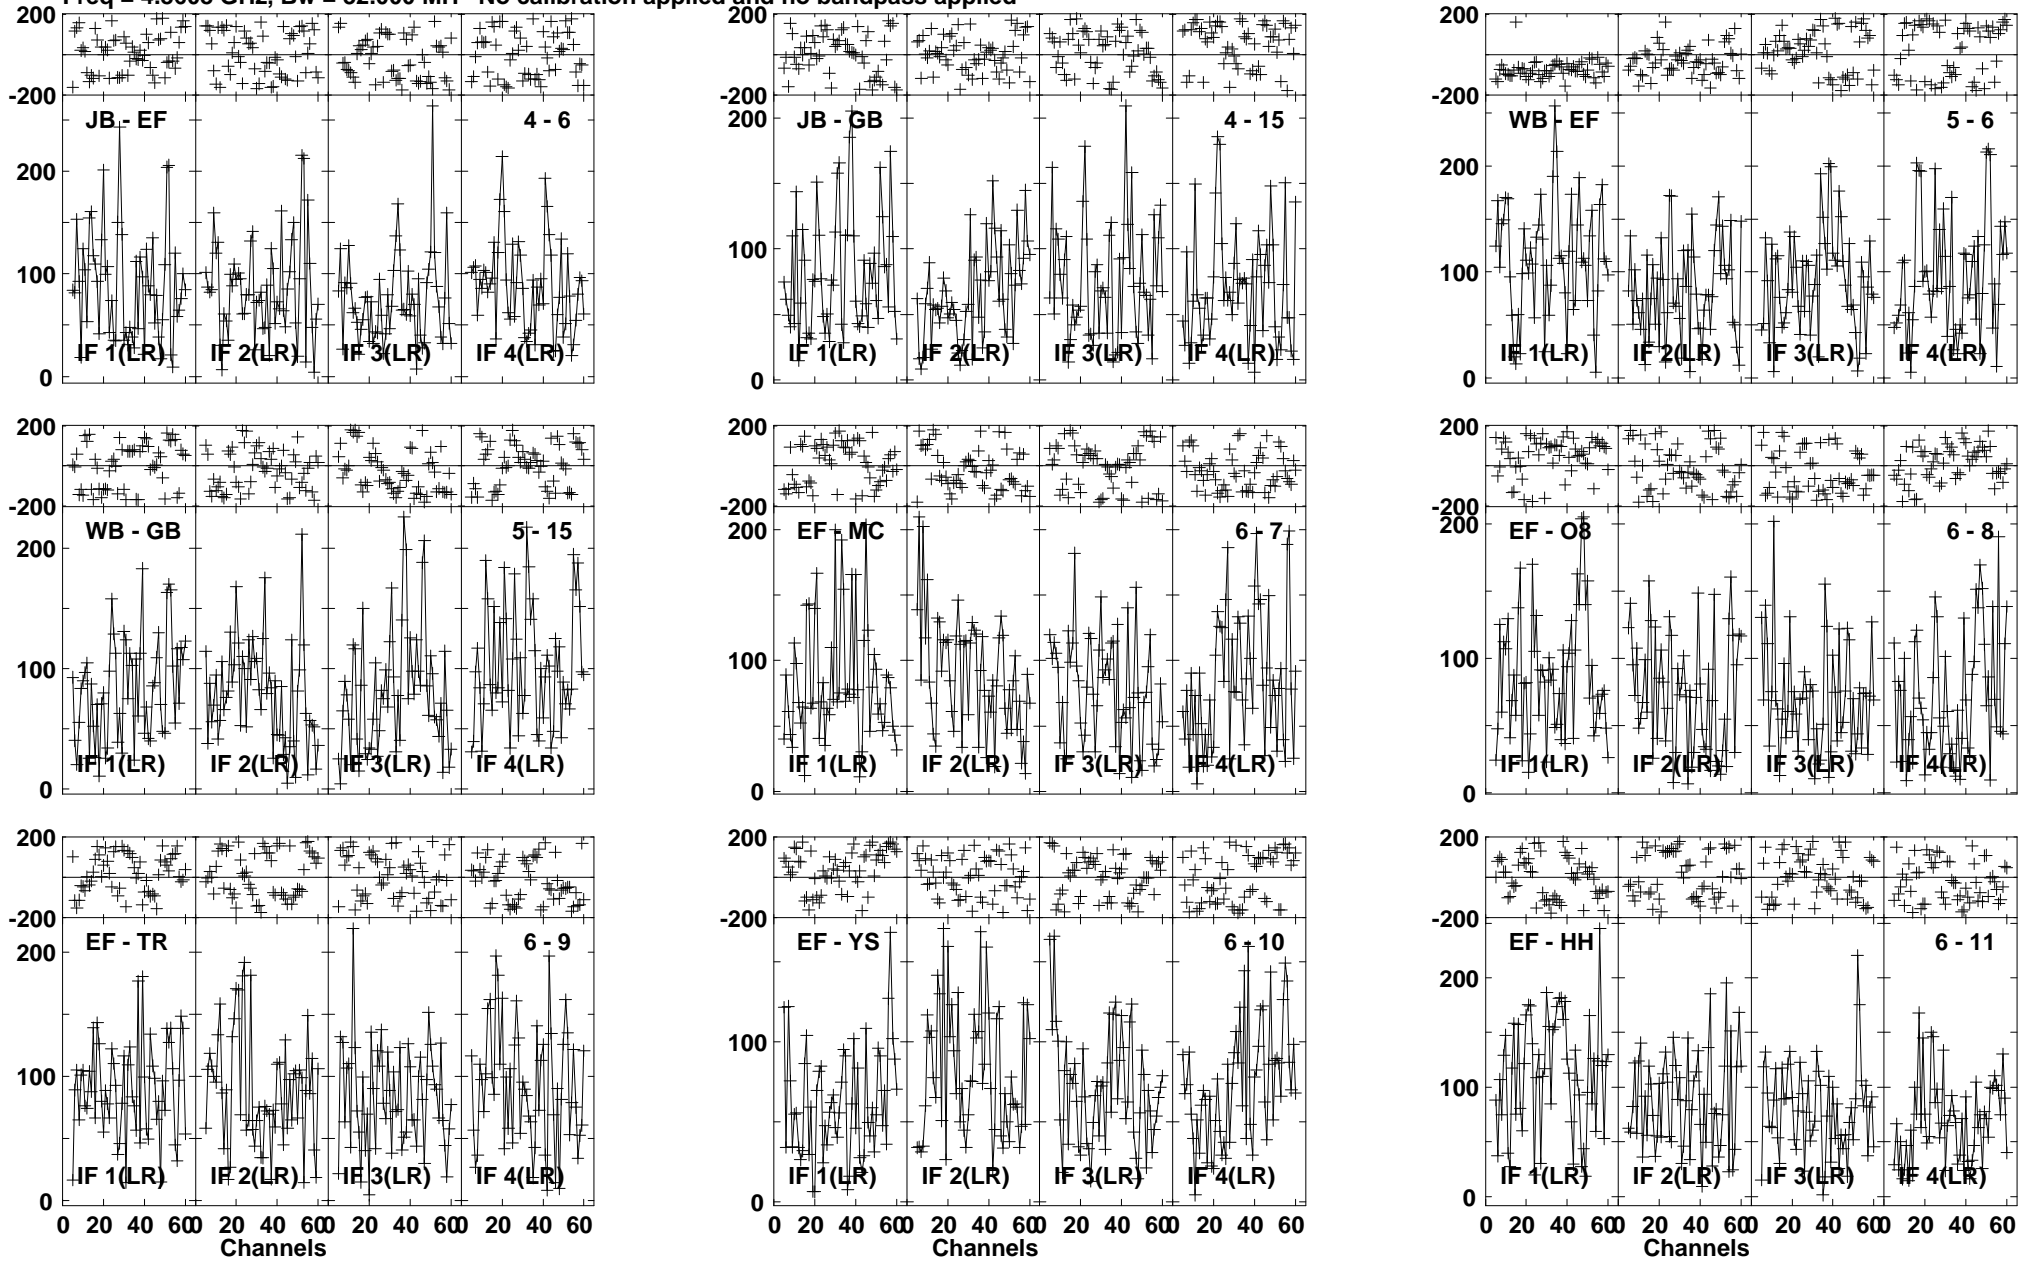 Freq = GHz, Bw = MH No calibration applied and no bandpass applied
200
-200
JB - EF 4 - 6
200
100
0
IF 1(LR) IF 2(LR) IF 3(LR) IF 4(LR)
200
-200
JB - GB 4 - 15
200
100
0
IF 1(LR) IF 2(LR) IF 3(LR) IF 4(LR)
200
-200
WB - EF 5 - 6
200
100
0
IF 1(LR) IF 2(LR) IF 3(LR) IF 4(LR)
200
-200
WB - GB 5 - 15
200
100
0
IF 1(LR) IF 2(LR) IF 3(LR) IF 4(LR)
200
-200
EF - MC 6 - 7
200
100
0
IF 1(LR) IF 2(LR) IF 3(LR) IF 4(LR)
200
-200
EF - O8 6 - 8
200
100
0
IF 1(LR) IF 2(LR) IF 3(LR) IF 4(LR)
200
-200
EF - TR 6 - 9
200
100
0
IF 1(LR) IF 2(LR) IF 3(LR) IF 4(LR)
0 20 40 60 0 20 40 60 0 20 40 60 0 20 40 60
Channels
200
-200
EF - YS 6 - 10
100
0
IF 1(LR) IF 2(LR) IF 3(LR) IF 4(LR)
0 20 40 60 0 20 40 60 0 20 40 60 0 20 40 60
Channels
200
-200
EF - HH 6 - 11
200
100
0
IF 1(LR) IF 2(LR) IF 3(LR) IF 4(LR)
0 20 40 60 0 20 40 60 0 20 40 60 0 20 40 60
Channels